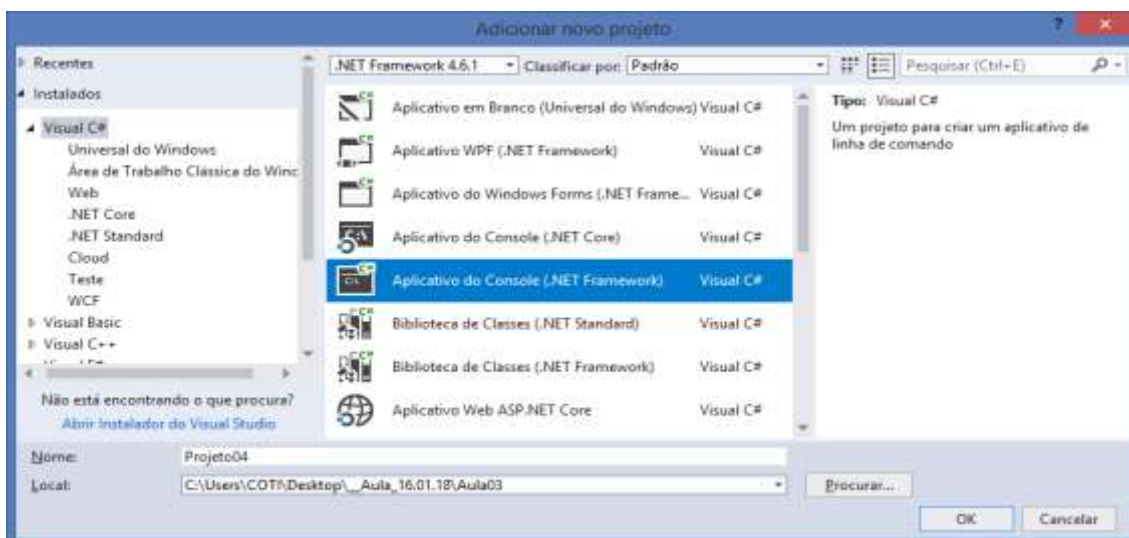 Adicionar novo projeto
?
Recentes
Instalados
Visual C#
Universal do Windows
Área de Trabalho Clássica do Winc
Web
.NET Core
.NET Standard
Cloud
Teste
WCF
Visual Basic
Visual C++
Não está encontrando o que procura?
Abrir Instalador do Visual Studio
.NET Framework 4.6.1
Classificar por: Padrão
Pesquisar (Ctrl+E)
Aplicativo em Branco (Universal do Windows) Visual C#
Aplicativo WPF (.NET Framework) Visual C#
Aplicativo do Windows Forms (.NET Frame... Visual C#
Aplicativo do Console (.NET Core) Visual C#
Aplicativo do Console (.NET Framework) Visual C#
Biblioteca de Classes (.NET Standard) Visual C#
Biblioteca de Classes (.NET Framework) Visual C#
Aplicativo Web ASP.NET Core Visual C#
Tipo: Visual C#
Um projeto para criar um aplicativo de
linha de comando
Nome: Projeto04
Local: C:\Users\COTI\Desktop\__Aula_16.01.18\Aula03
Procurar...
OK Cancelar